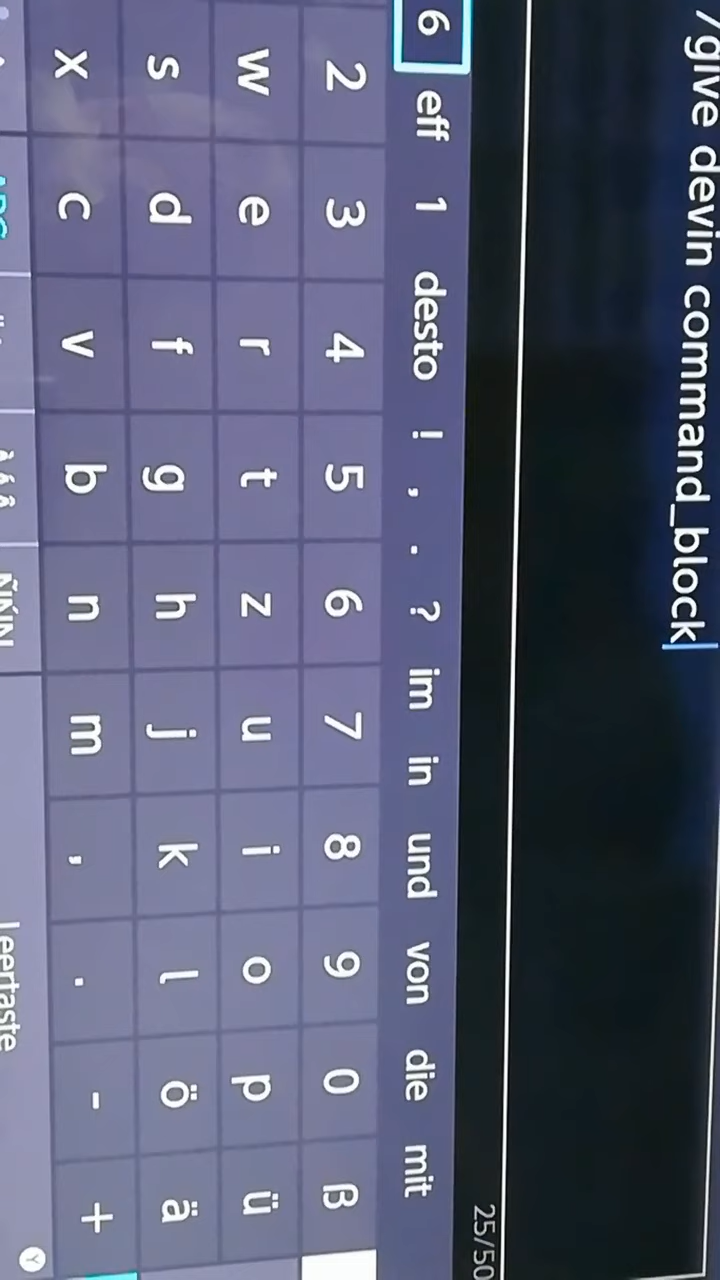 /give devin command_block
25/50
6 eff 1 desto ! , . ? im in und von die mit
2 3 4 5 6 7 8 9 0 ß
w e r t z u i o p ü
s d f g h j k l ö ä
x c v b n m , . - +
Leertaste
Y